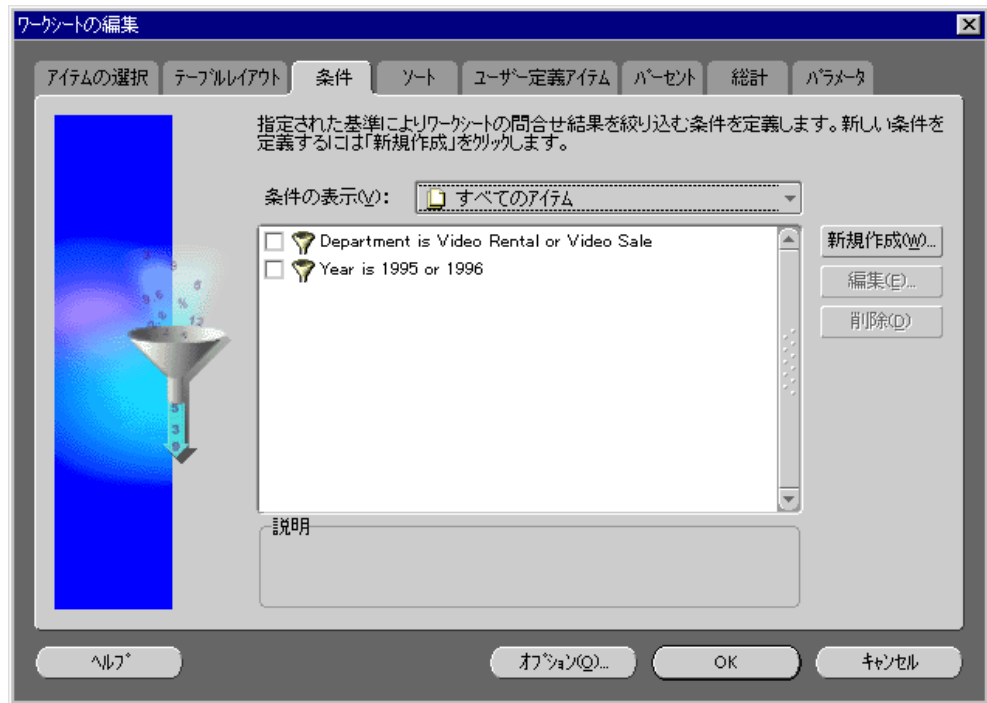 ワークシートの編集
アイテムの選択 テーブルレイアウト 条件 ソート ユーザー定義アイテム パーセント 総計 パラメータ
指定された基準によりワークシートの問合せ結果を絞り込む条件を定義します。新しい条件を
定義するには「新規作成」をクリックします。
条件の表示(V): すべてのアイテム
Department is Video Rental or Video Sale
Year is 1995 or 1996
新規作成(W)...
編集(E)...
削除(D)
説明
ヘルプ オプション(O)... OK キャンセル